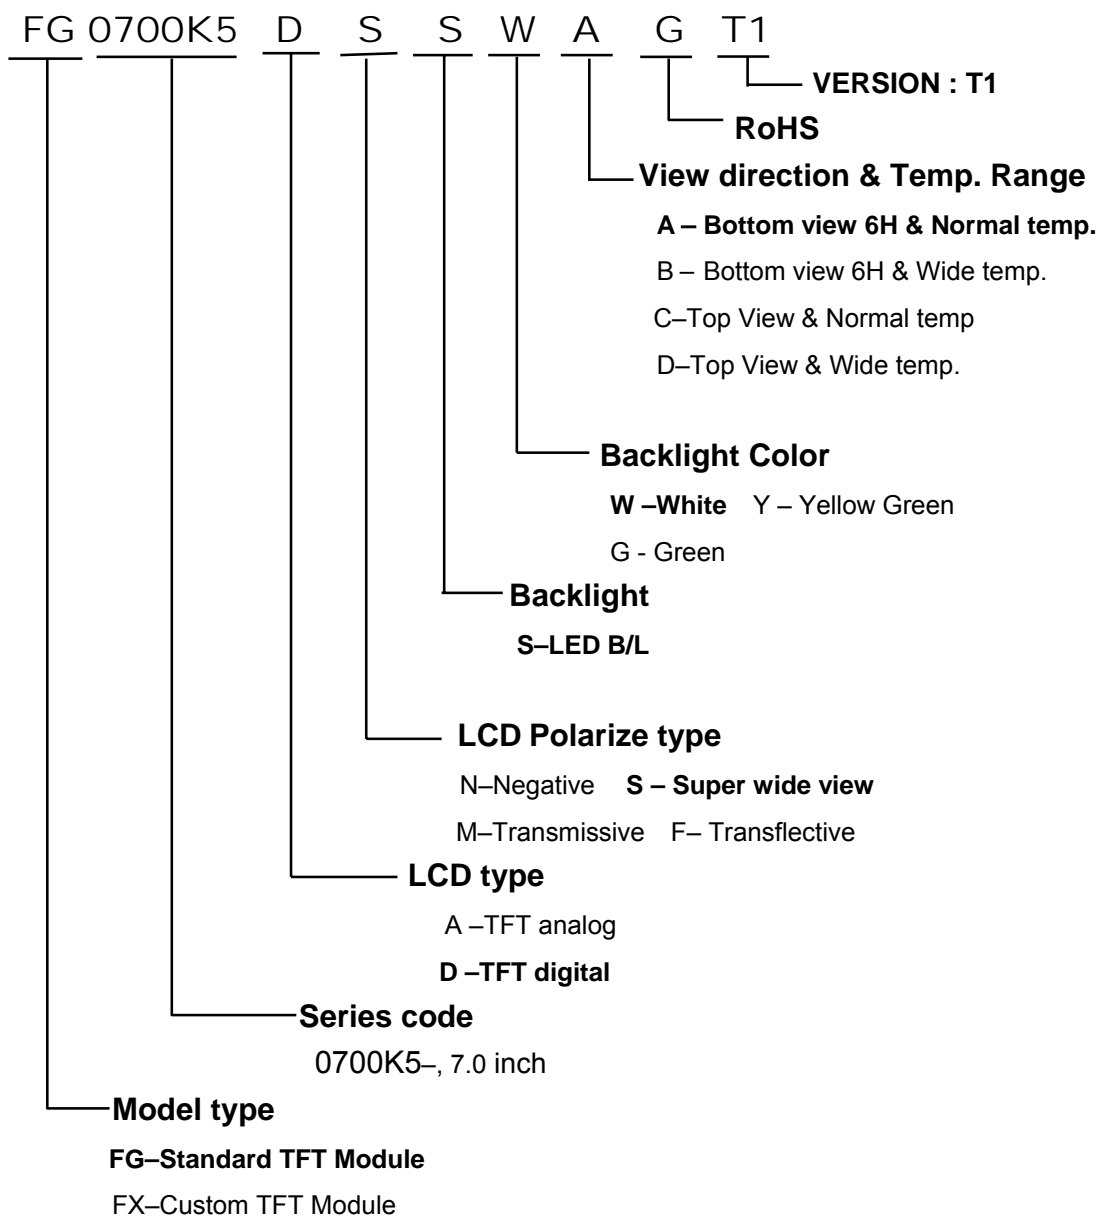 FG 0700K5 D S S W A G T1
VERSION : T1
RoHS
View direction & Temp. Range
A – Bottom view 6H & Normal temp.
B – Bottom view 6H & Wide temp.
C–Top View & Normal temp
D–Top View & Wide temp.
Backlight Color
W –White Y – Yellow Green
G - Green
Backlight
S–LED B/L
LCD Polarize type
N–Negative S – Super wide view
M–Transmissive F– Transflective
LCD type
A –TFT analog
D –TFT digital
Series code
0700K5–, 7.0 inch
Model type
FG–Standard TFT Module
FX–Custom TFT Module